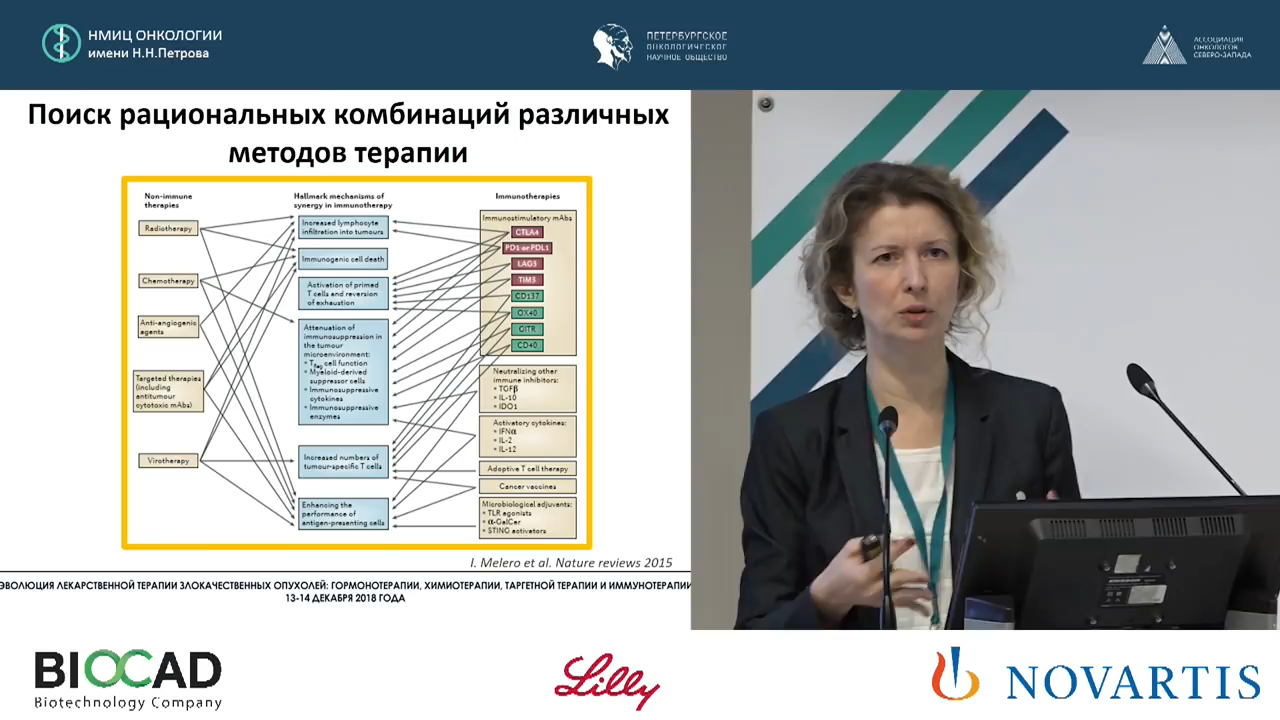 НМИЦ ОНКОЛОГИИ
имени Н.Н.Петрова
ПЕТЕРБУРГСКОЕ
ОНКОЛОГИЧЕСКОЕ
НАУЧНОЕ ОБЩЕСТВО
АССОЦИАЦИЯ
ОНКОЛОГОВ
СЕВЕРО-ЗАПАДА
Поиск рациональных комбинаций различных
методов терапии
Non-immune
therapies
Radiotherapy
Chemotherapy
Anti-angiogenic
agents
Targeted therapies
(including
antitumour
cytotoxic mAbs)
Virotherapy
Hallmark mechanisms of
synergy in immunotherapy
Increased lymphocyte
infiltration into tumours
Immunogenic cell death
Activation of primed
T cells and reversion
of exhaustion
Attenuation of
immunosuppression in
the tumour
microenvironment:
• TReg cell function
• Myeloid-derived
suppressor cells
• Immunosuppressive
cytokines
• Immunosuppressive
enzymes
Increased numbers of
tumour-specific T cells
Enhancing the
performance of
antigen-presenting cells
Immunotherapies
Immunostimulatory mAbs
CTLA4
PD1 or PDL1
LAG3
TIM3
CD137
OX40
GITR
CD40
Neutralizing other
immune inhibitors:
• TGFβ
• IL-10
• IDO1
Activatory cytokines:
• IFNα
• IL-2
• IL-12
Adoptive T cell therapy
Cancer vaccines
Microbiological adjuvants:
• TLR agonists
• α-GalCer
• STING activators
I. Melero et al. Nature reviews 2015
ЭВОЛЮЦИЯ ЛЕКАРСТВЕННОЙ ТЕРАПИИ ЗЛОКАЧЕСТВЕННЫХ ОПУХОЛЕЙ: ГОРМОНОТЕРАПИИ, ХИМИОТЕРАПИИ, ТАРГЕТНОЙ ТЕРАПИИ И ИММУНОТЕРАПИИ
13-14 ДЕКАБРЯ 2018 ГОДА
BIOCAD
Biotechnology Company
Lilly
NOVARTIS